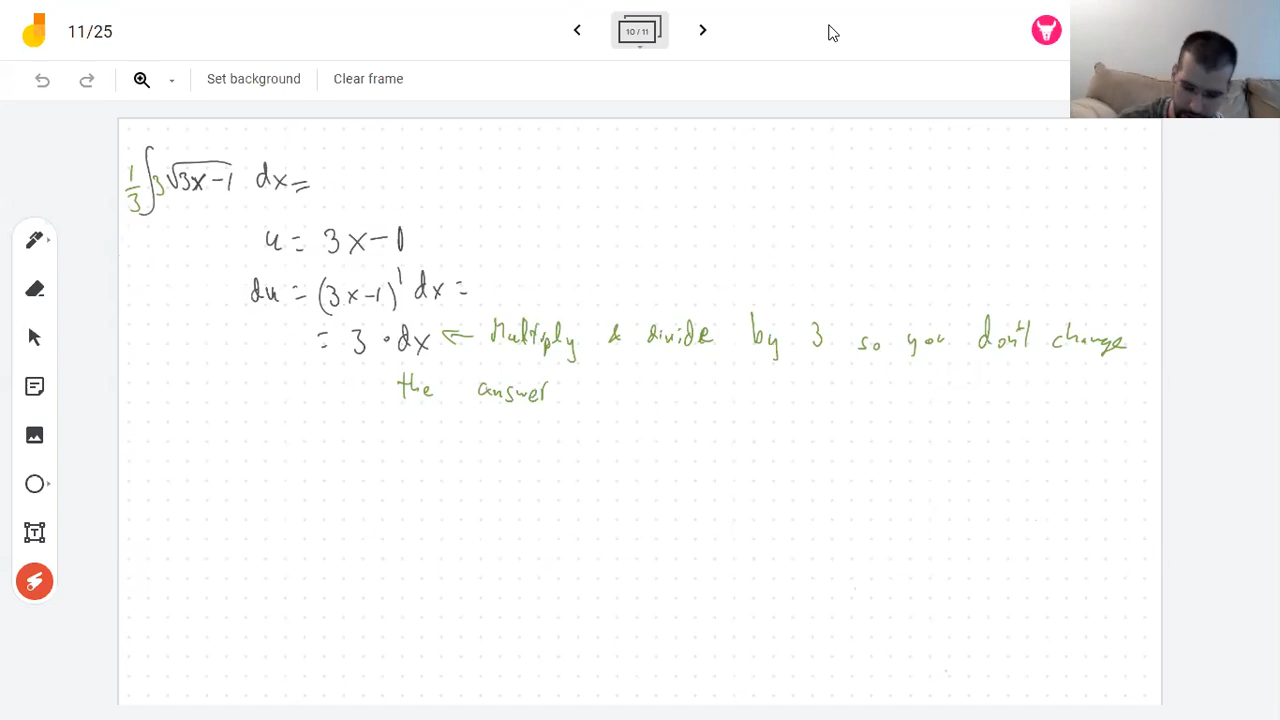 11/25
10 / 11
Set background
Clear frame
1/3 ∫ 3 √3x-1 dx =
u = 3x-1
du = (3x-1)' dx =
= 3 · dx ← Multiply & divide by 3 so you don't change
the answer